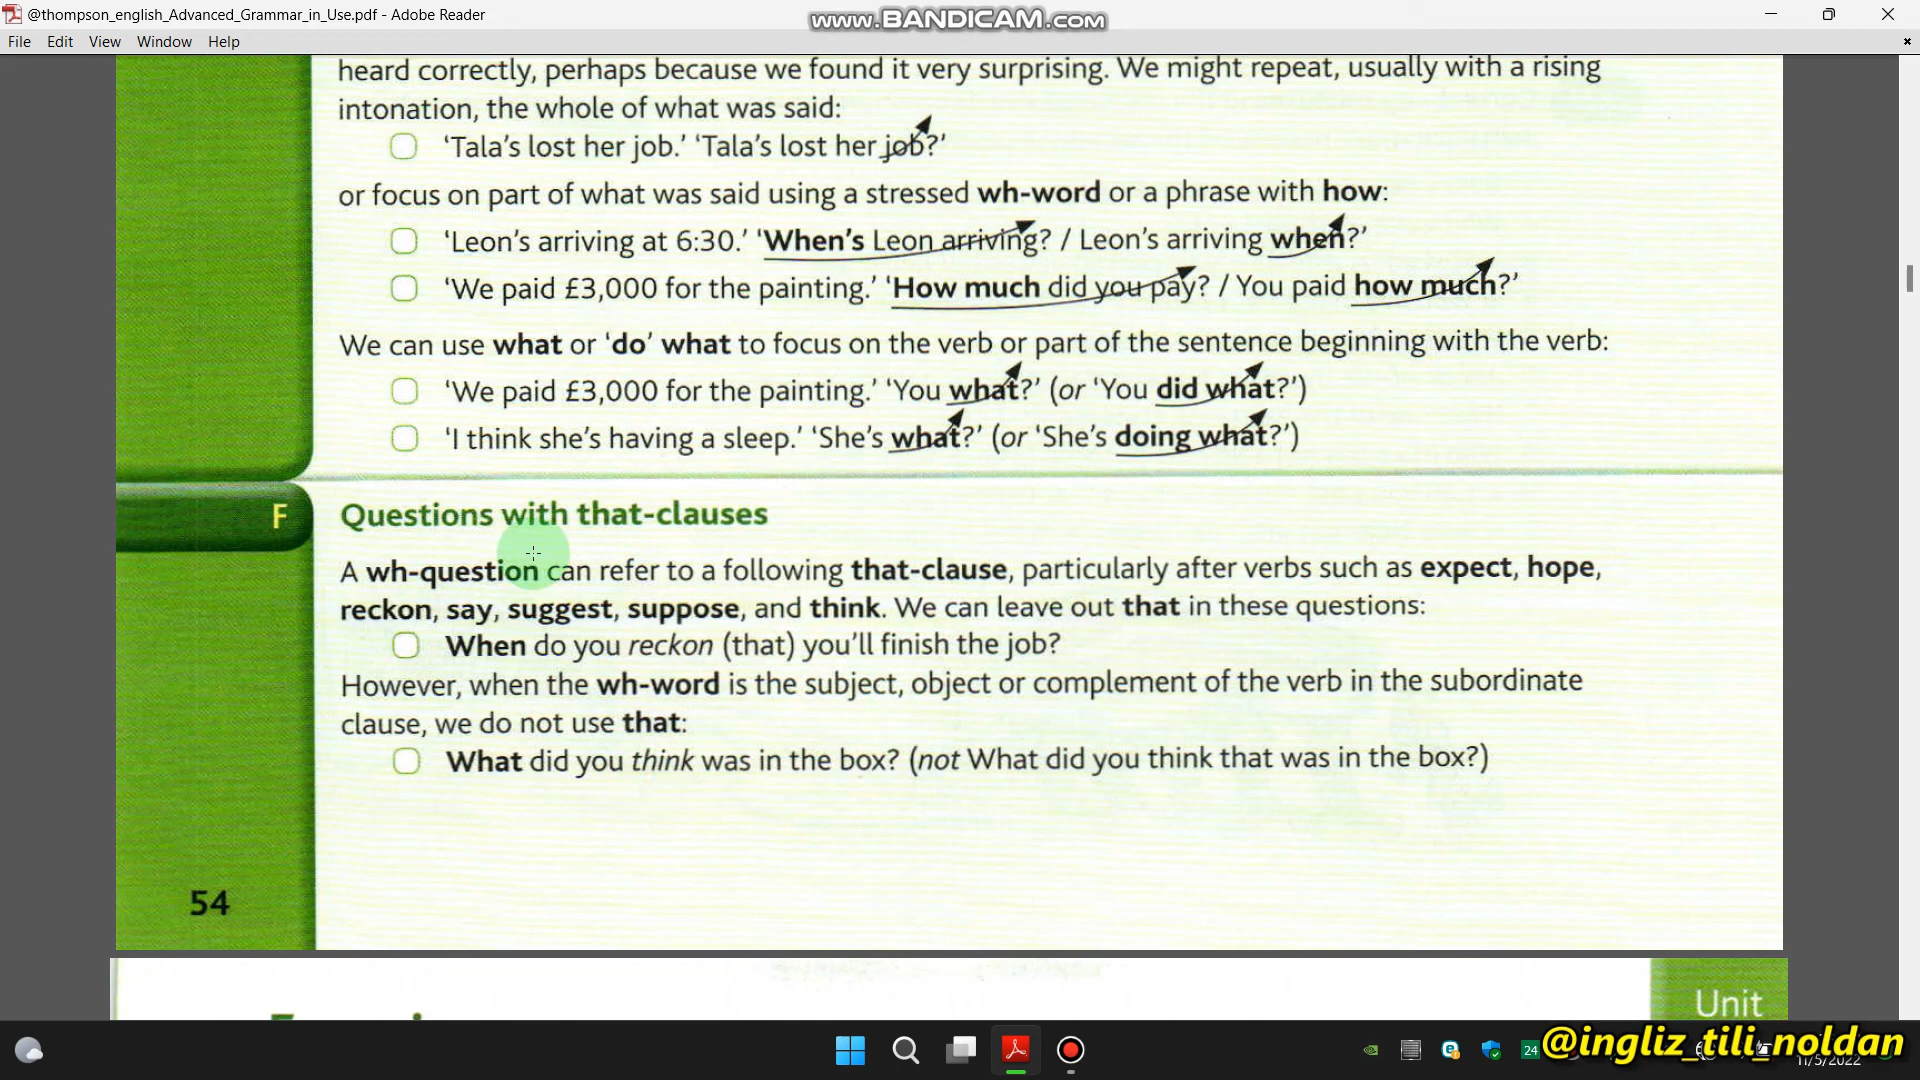 @thompson_english_Advanced_Grammar_in_Use.pdf - Adobe Reader
www.BANDICAM.com
File Edit View Window Help
heard correctly, perhaps because we found it very surprising. We might repeat, usually with a rising
intonation, the whole of what was said:
‘Tala’s lost her job.’ ‘Tala’s lost her job?’
or focus on part of what was said using a stressed wh-word or a phrase with how:
‘Leon’s arriving at 6:30.’ ‘When’s Leon arriving? / Leon’s arriving when?’
‘We paid £3,000 for the painting.’ ‘How much did you pay? / You paid how much?’
We can use what or ‘do’ what to focus on the verb or part of the sentence beginning with the verb:
‘We paid £3,000 for the painting.’ ‘You what?’ (or ‘You did what?’)
‘I think she’s having a sleep.’ ‘She’s what?’ (or ‘She’s doing what?’)
F
Questions with that-clauses
A wh-question can refer to a following that-clause, particularly after verbs such as expect, hope,
reckon, say, suggest, suppose, and think. We can leave out that in these questions:
When do you reckon (that) you’ll finish the job?
However, when the wh-word is the subject, object or complement of the verb in the subordinate
clause, we do not use that:
What did you think was in the box? (not What did you think that was in the box?)
54
Unit
24
@ingliz_tili_noldan
11/5/2022